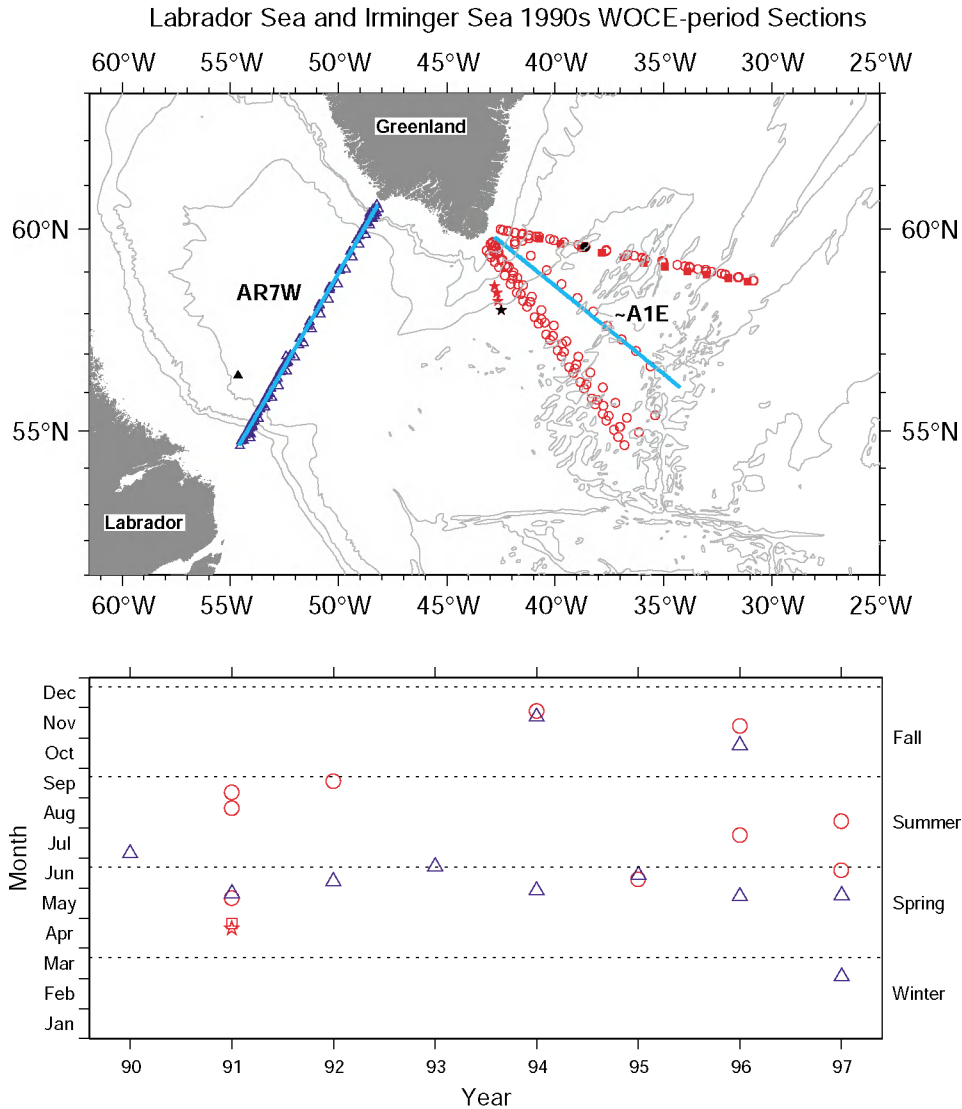 Labrador Sea and Irminger Sea 1990s WOCE-period Sections
60°W 55°W 50°W 45°W 40°W 35°W 30°W 25°W
Greenland
60°N 60°N
AR7W
~A1E
55°N 55°N
Labrador
60°W 55°W 50°W 45°W 40°W 35°W 30°W 25°W
Dec
Nov
Fall
Oct
Sep
Aug
Summer
Jul
Jun
May
Spring
Apr
Mar
Feb
Winter
Jan
Month
90 91 92 93 94 95 96 97
Year